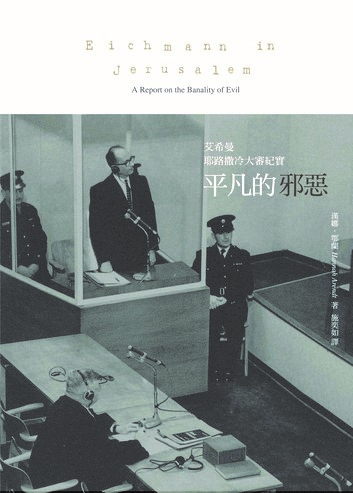 Eichmann in
Jerusalem
A Report on the Banality of Evil
艾希曼
耶路撒冷大審紀實
平凡的邪惡
漢娜・鄂蘭 Hannah Arendt 著 施奕如 譯